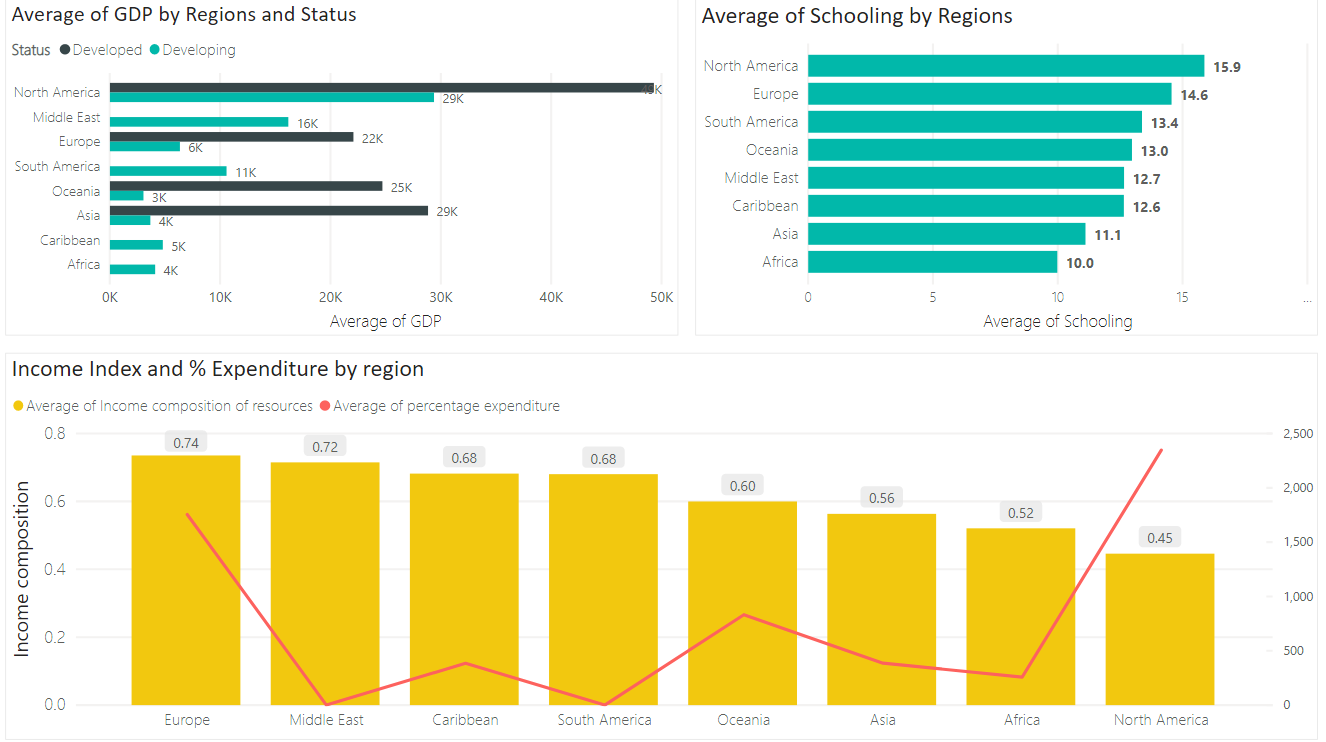 Average of GDP by Regions and Status
Status Developed Developing
North America
29K
Middle East
16K
Europe
22K
6K
South America
11K
Oceania
25K
3K
Asia
29K
4K
Caribbean
5K
Africa
4K
0K 10K 20K 30K 40K 50K
Average of GDP
Average of Schooling by Regions
North America 15.9
Europe 14.6
South America 13.4
Oceania 13.0
Middle East 12.7
Caribbean 12.6
Asia 11.1
Africa 10.0
0 5 10 15 ...
Average of Schooling
Income Index and % Expenditure by region
Average of Income composition of resources Average of percentage expenditure
Income composition
0.8
0.6
0.4
0.2
0.0
0.74 0.72 0.68 0.68 0.60 0.56 0.52 0.45
2,500
2,000
1,500
1,000
500
0
Europe Middle East Caribbean South America Oceania Asia Africa North America